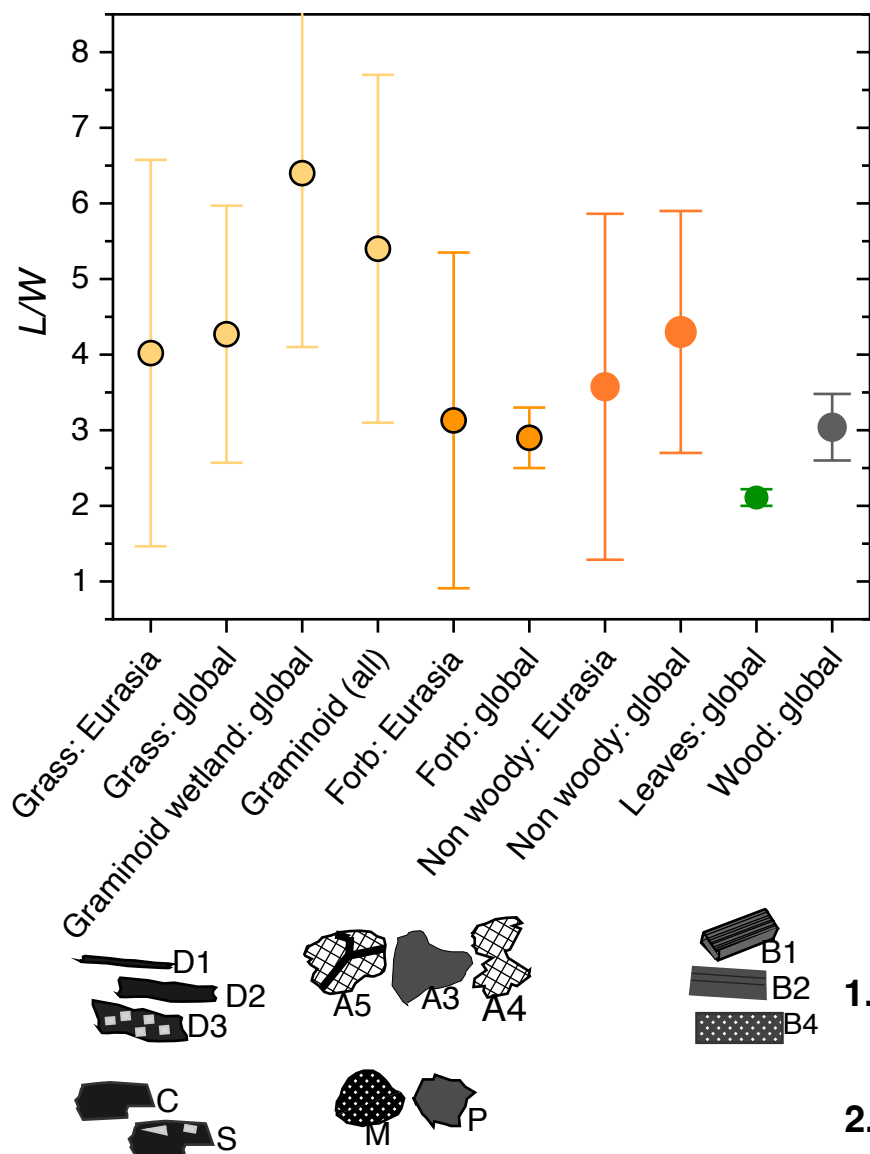 8
7
6
5
4
3
2
1
L/W
Grass: Eurasia
Grass: global
Graminoid wetland: global
Graminoid (all)
Forb: Eurasia
Forb: global
Non woody: Eurasia
Non woody: global
Leaves: global
Wood: global
D1
D2
D3
A5
A3
A4
B1
B2
B4
1.
C
S
M
P
2.